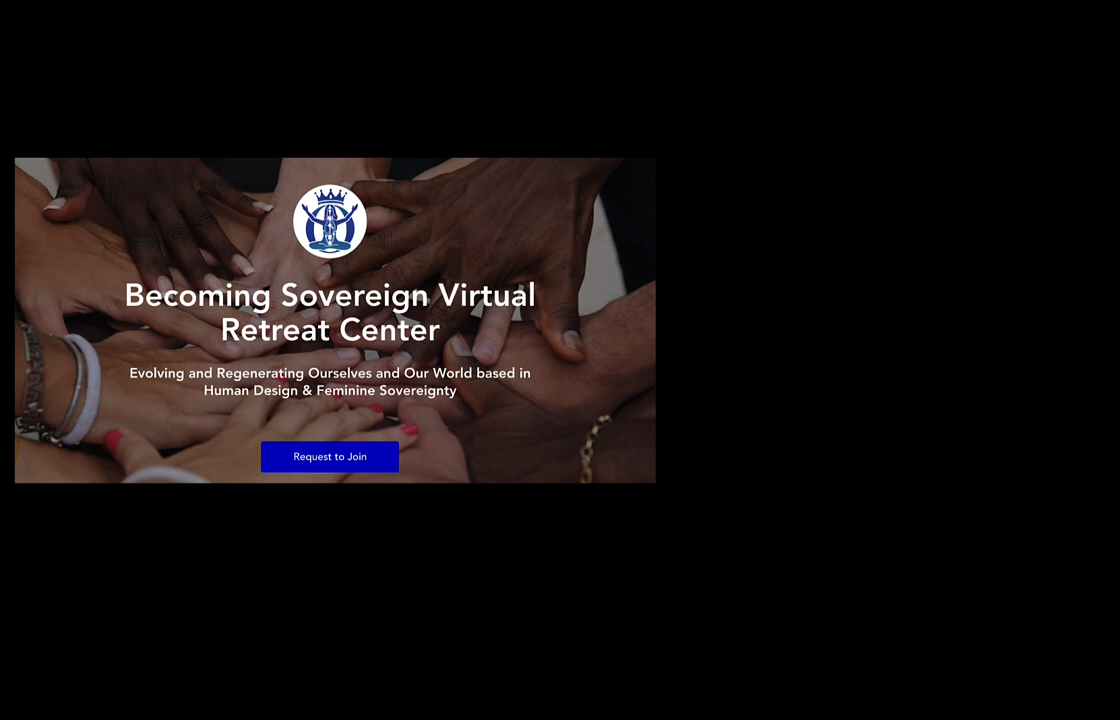 Becoming Sovereign Virtual
Retreat Center
Evolving and Regenerating Ourselves and Our World based in
Human Design & Feminine Sovereignty
Request to Join